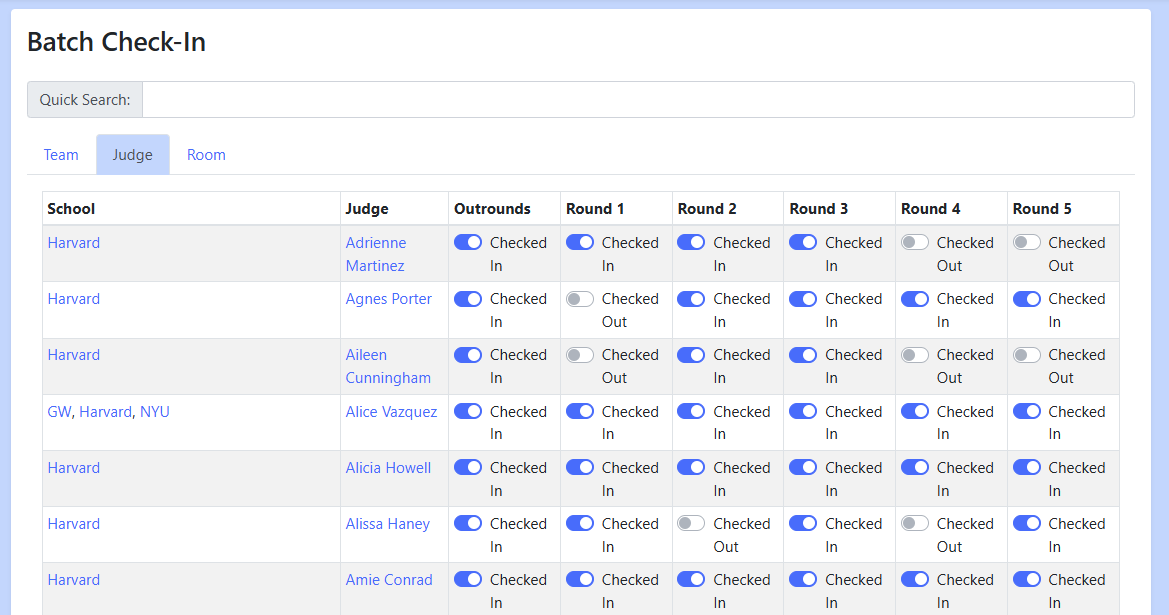 Batch Check-In
Quick Search:
Team Judge Room
School Judge Outrounds Round 1 Round 2 Round 3 Round 4 Round 5
Harvard Adrienne Checked Checked Checked Checked Checked Checked
Martinez In In In In Out Out
Harvard Agnes Porter Checked Checked Checked Checked Checked Checked
In Out In In In In
Harvard Aileen Checked Checked Checked Checked Checked Checked
Cunningham In Out In In Out Out
GW, Harvard, NYU Alice Vazquez Checked Checked Checked Checked Checked Checked
In In In In In In
Harvard Alicia Howell Checked Checked Checked Checked Checked Checked
In In In In In In
Harvard Alissa Haney Checked Checked Checked Checked Checked Checked
In In Out In Out In
Harvard Amie Conrad Checked Checked Checked Checked Checked Checked
In In In In In In